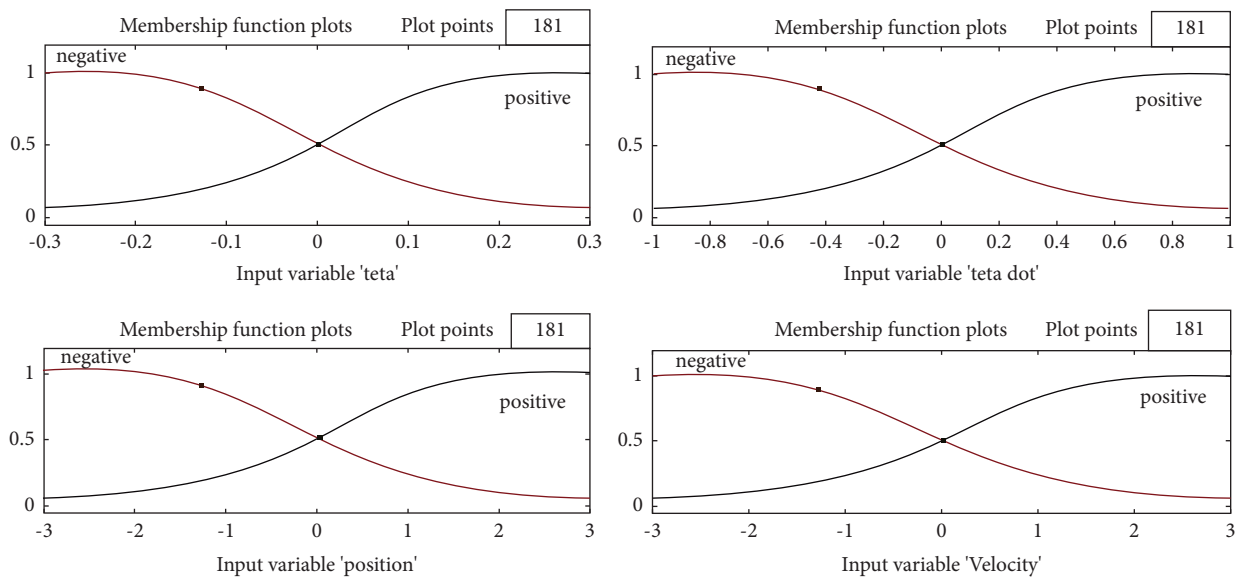 Membership function plots Plot points 181
negative
1
positive
0.5
0
-0.3 -0.2 -0.1 0 0.1 0.2 0.3
Input variable 'teta'
Membership function plots Plot points 181
negative
1
positive
0.5
0
-1 -0.8 -0.6 -0.4 -0.2 0 0.2 0.4 0.6 0.8 1
Input variable 'teta dot'
Membership function plots Plot points 181
negative
1
positive
0.5
0
-3 -2 -1 0 1 2 3
Input variable 'position'
Membership function plots Plot points 181
negative
1
positive
0.5
0
-3 -1 0 1 2 3
Input variable 'Velocity'